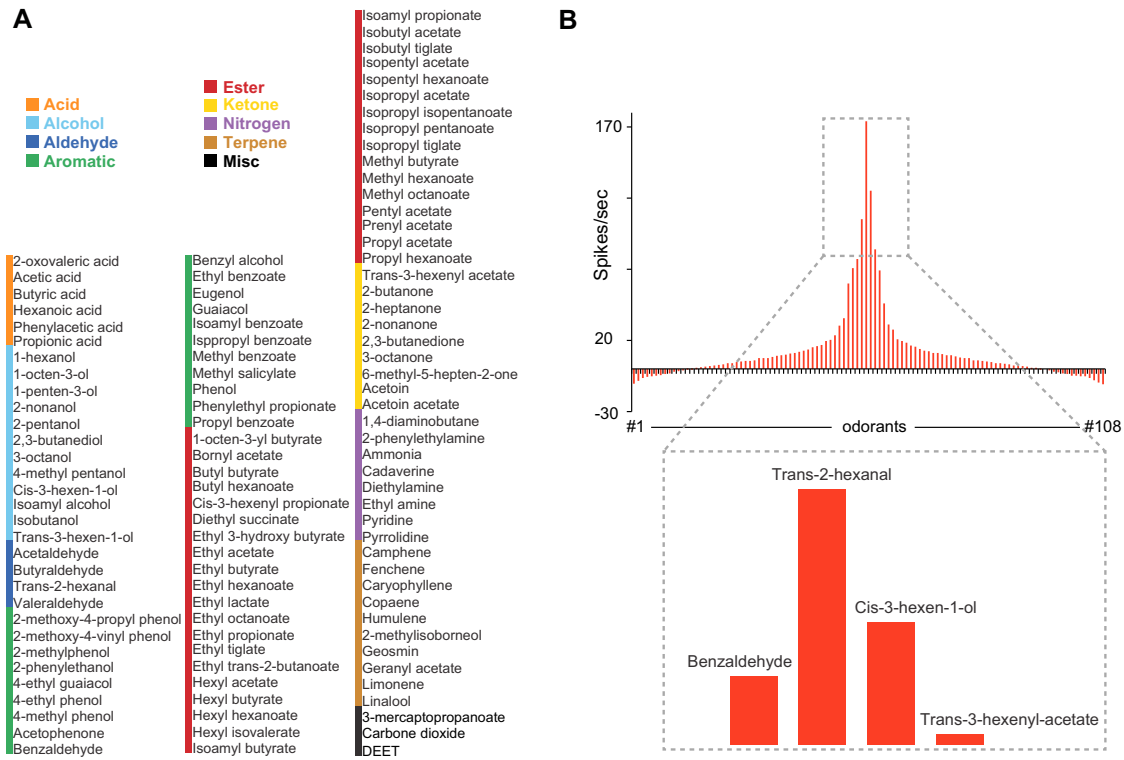 A
Acid
Alcohol
Aldehyde
Aromatic
Ester
Ketone
Nitrogen
Terpene
Misc
2-oxovaleric acid
Acetic acid
Butyric acid
Hexanoic acid
Phenylacetic acid
Propionic acid
1-hexanol
1-octen-3-ol
1-penten-3-ol
2-nonanol
2-pentanol
2,3-butanediol
3-octanol
4-methyl pentanol
Cis-3-hexen-1-ol
Isoamyl alcohol
Isobutanol
Trans-3-hexen-1-ol
Acetaldehyde
Butyraldehyde
Trans-2-hexanal
Valeraldehyde
2-methoxy-4-propyl phenol
2-methoxy-4-vinyl phenol
2-methylphenol
2-phenylethanol
4-ethyl guaiacol
4-ethyl phenol
4-methyl phenol
Acetophenone
Benzaldehyde
Benzyl alcohol
Ethyl benzoate
Eugenol
Guaiacol
Isoamyl benzoate
Isppropyl benzoate
Methyl benzoate
Methyl salicylate
Phenol
Phenylethyl propionate
Propyl benzoate
1-octen-3-yl butyrate
Bornyl acetate
Butyl butyrate
Butyl hexanoate
Cis-3-hexenyl propionate
Diethyl succinate
Ethyl 3-hydroxy butyrate
Ethyl acetate
Ethyl butyrate
Ethyl hexanoate
Ethyl lactate
Ethyl octanoate
Ethyl propionate
Ethyl tiglate
Ethyl trans-2-butanoate
Hexyl acetate
Hexyl butyrate
Hexyl hexanoate
Hexyl isovalerate
Isoamyl butyrate
Isoamyl propionate
Isobutyl acetate
Isobutyl tiglate
Isopentyl acetate
Isopentyl hexanoate
Isopropyl acetate
Isopropyl isopentanoate
Isopropyl pentanoate
Isopropyl tiglate
Methyl butyrate
Methyl hexanoate
Methyl octanoate
Pentyl acetate
Prenyl acetate
Propyl acetate
Propyl hexanoate
Trans-3-hexenyl acetate
2-butanone
2-heptanone
2-nonanone
2,3-butanedione
3-octanone
6-methyl-5-hepten-2-one
Acetoin
Acetoin acetate
1,4-diaminobutane
2-phenylethylamine
Ammonia
Cadaverine
Diethylamine
Ethyl amine
Pyridine
Pyrrolidine
Camphene
Fenchene
Caryophyllene
Copaene
Humulene
2-methylisoborneol
Geosmin
Geranyl acetate
Limonene
Linalool
3-mercaptopropanoate
Carbone dioxide
DEET
B
170
Spikes/sec
20
-30
#1 odorants #108
Trans-2-hexanal
Cis-3-hexen-1-ol
Benzaldehyde
Trans-3-hexenyl-acetate